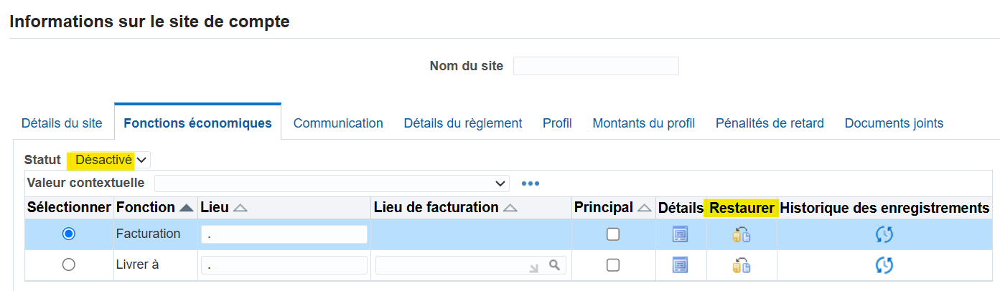 Informations sur le site de compte
Nom du site
Détails du site Fonctions économiques Communication Détails du règlement Profil Montants du profil Pénalités de retard Documents joints
Statut Désactivé
Valeur contextuelle
Sélectionner Fonction Lieu Lieu de facturation Principal Détails Restaurer Historique des enregistrements
Facturation .
Livrer à .